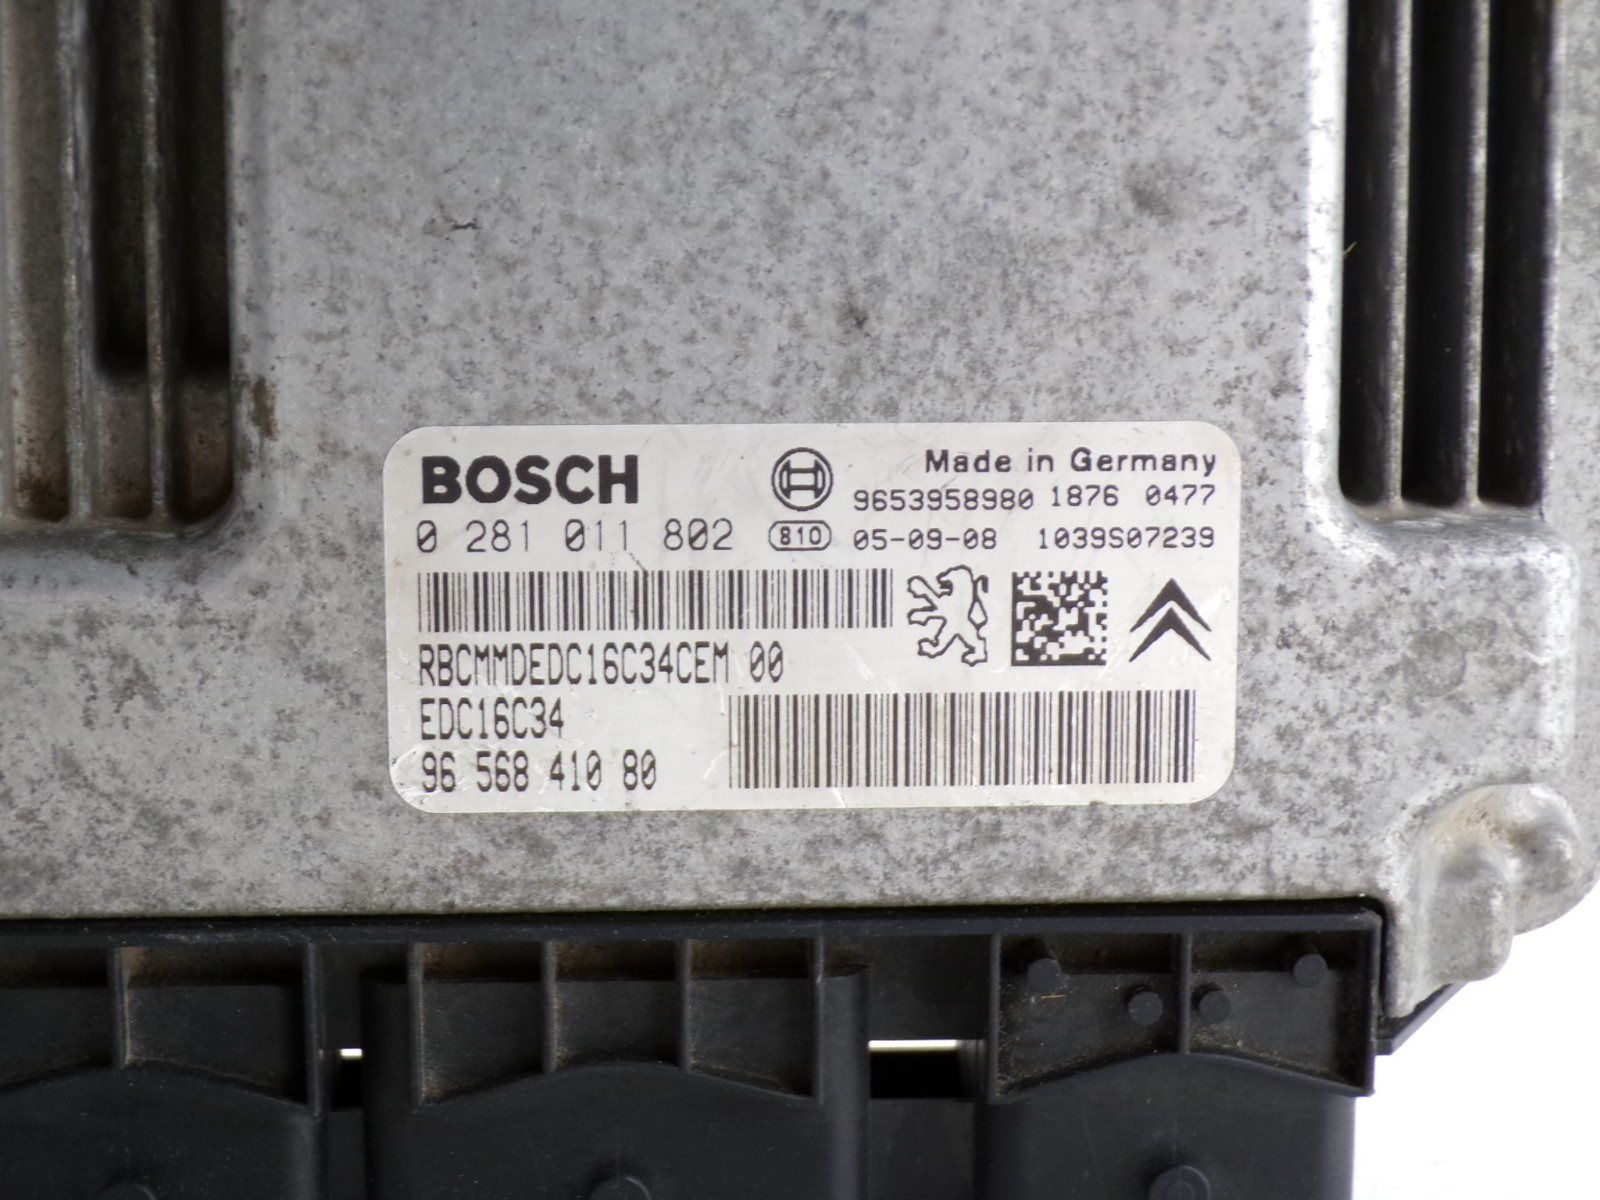 BOSCH
Made in Germany
9653958980 1876 0477
0 281 011 802 810 05-09-08 1039S07239
RBCMMDEDC16C34CEM 00
EDC16C34
96 568 410 80